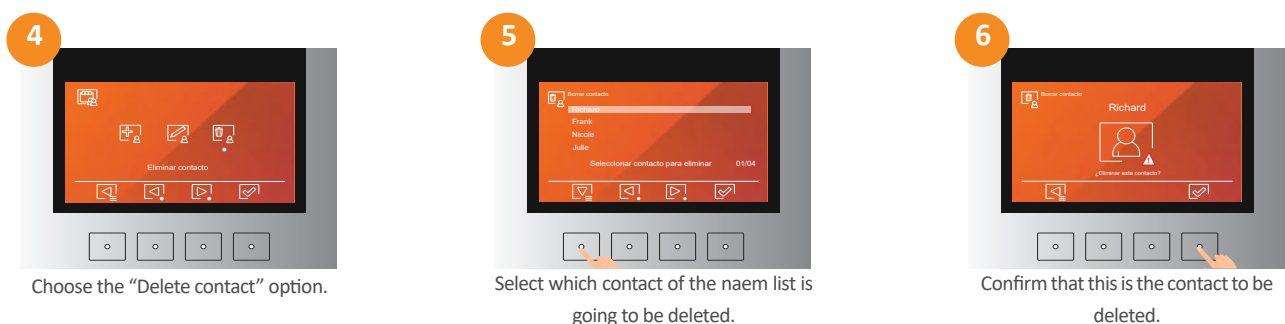 4
Eliminar contacto
Choose the “Delete contact” option.
5
Borrar contacto
Richard
Frank
Nicole
Julie
Seleccionar contacto para eliminar 01/04
Select which contact of the naem list is
going to be deleted.
6
Borrar contacto
Richard
¿Eliminar este contacto?
Confirm that this is the contact to be
deleted.